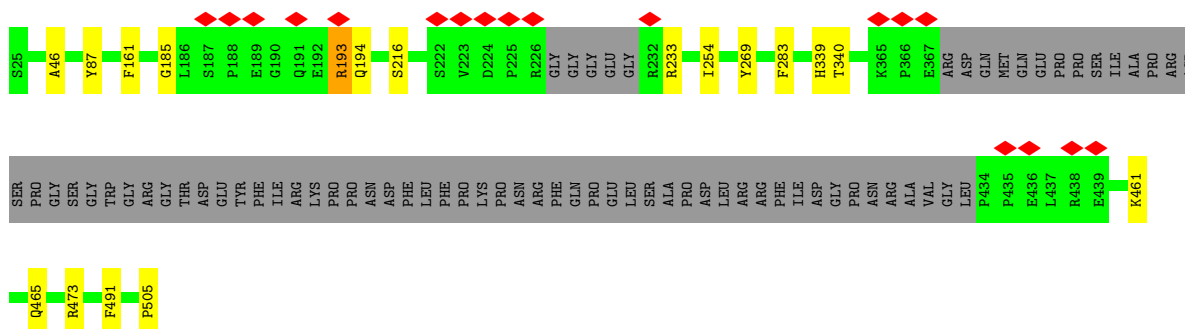 S25 A46 Y87 F161 G185 L186 S187 P188 E189 G190 Q191 E192 R193 Q194 S216 S222 V223 D224 P225 R226 GLY GLY GLY GLU GLY R232 R233 I254 Y269 F283 H339 T340 K365 P366 E367 ARG ASP GLN MET GLN GLU PRO PRO SER ILE ALA PRO ARG
SER PRO GLY SER GLY TRP GLY ARG GLY THR ASP GLU TYR PHE ILE ARG LYS PRO PRO ASN ASP PHE LEU PHE PRO LYS PRO ASN ARG PHE GLN PRO GLU LEU SER ALA PRO ASP LEU ARG ARG PHE ILE ASP GLY PRO ASN ARG ALA VAL GLY LEU P434 P435 E436 L437 R438 E439 K461
Q465 R473 F491 P505